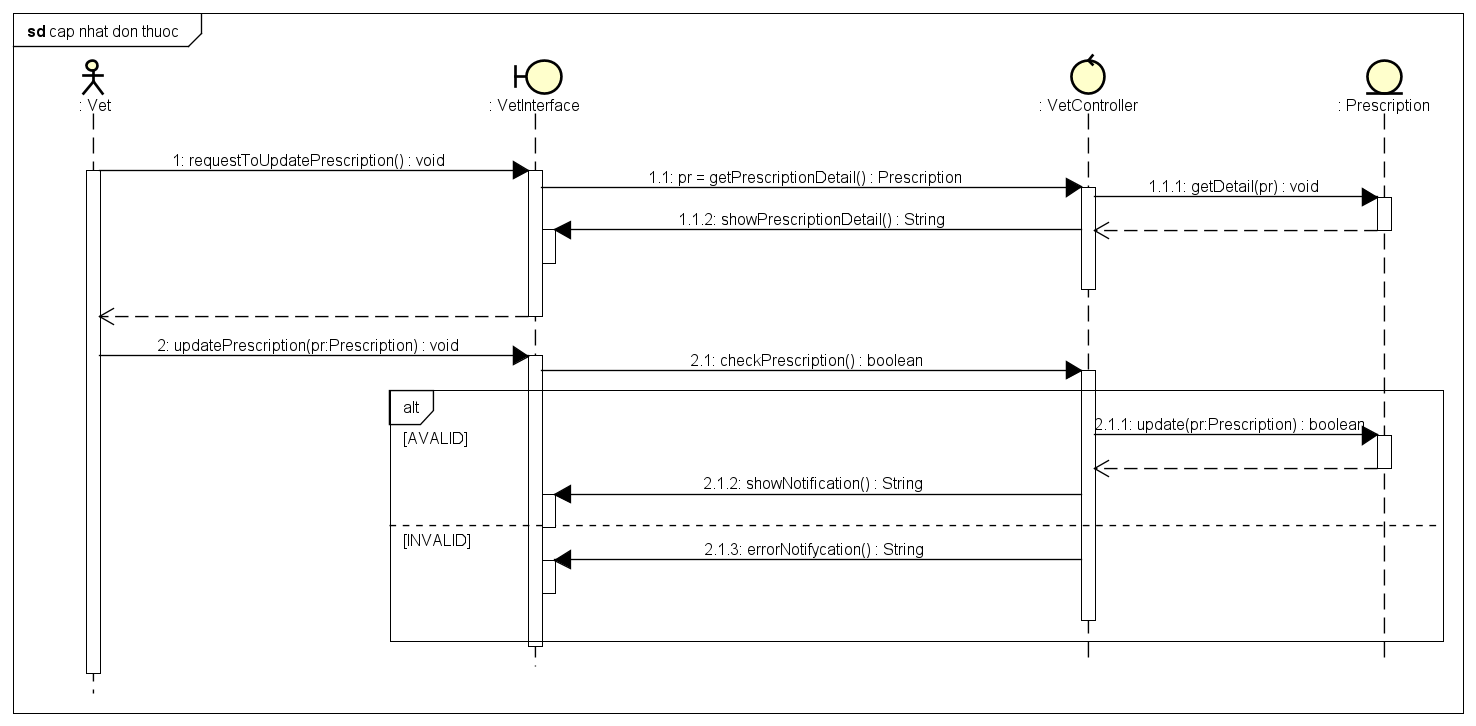 sd cap nhat don thuoc
: Vet
: VetInterface
: VetController
: Prescription
1: requestToUpdatePrescription() : void
1.1: pr = getPrescriptionDetail() : Prescription
1.1.1: getDetail(pr) : void
1.1.2: showPrescriptionDetail() : String
2: updatePrescription(pr:Prescription) : void
2.1: checkPrescription() : boolean
alt
[AVALID]
2.1.1: update(pr:Prescription) : boolean
2.1.2: showNotification() : String
[INVALID]
2.1.3: errorNotifycation() : String